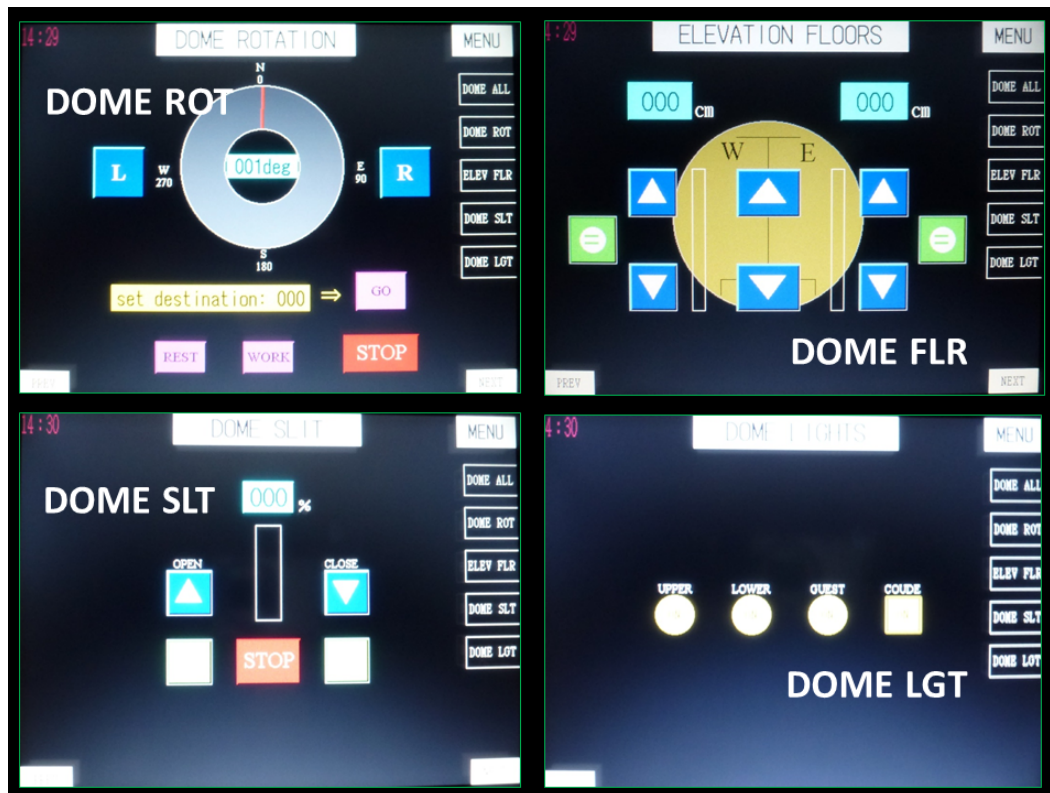 14:29
DOME ROTATION
MENU
DOME ROT
N
0
L
W
270
001deg
E
90
R
S
180
set destination: 000 ⇒ GO
REST
WORK
STOP
PREV
NEXT
DOME ALL
DOME ROT
ELEV FLR
DOME SLT
DOME LGT
4:29
ELEVATION FLOORS
MENU
000 cm
000 cm
W
E
=
=
DOME FLR
PREV
NEXT
DOME ALL
DOME ROT
ELEV FLR
DOME SLT
DOME LGT
14:30
DOME SLIT
MENU
DOME SLT
000 %
OPEN
CLOSE
STOP
DOME ALL
DOME ROT
ELEV FLR
DOME SLT
DOME LGT
4:30
DOME LIGHTS
MENU
UPPER
LOWER
GUEST
COUDE
DOME LGT
DOME ALL
DOME ROT
ELEV FLR
DOME SLT
DOME LGT